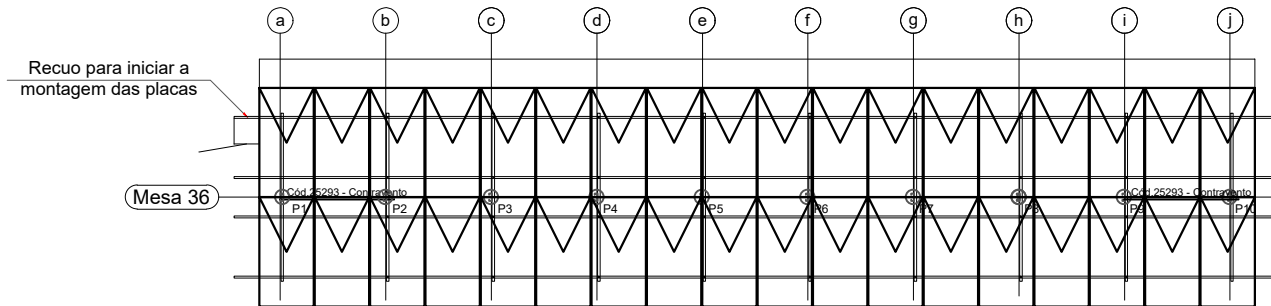 a b c d e f g h i j
Recuo para iniciar a
montagem das placas
Mesa 36
Cód.25293 - Contravento Cód.25293 - Contravento
P1 P2 P3 P4 P5 P6 P7 P8 P9 P10